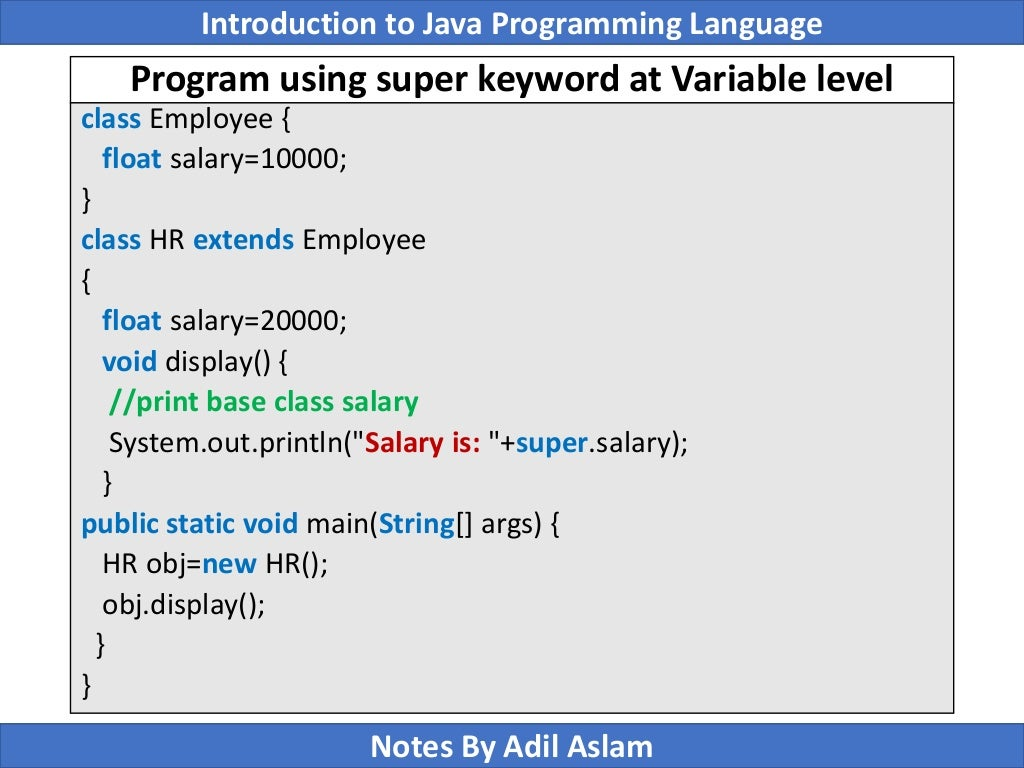 Introduction to Java Programming Language
Program using super keyword at Variable level
class Employee {
float salary=10000;
}
class HR extends Employee
{
float salary=20000;
void display() {
//print base class salary
System.out.println("Salary is: "+super.salary);
}
public static void main(String[] args) {
HR obj=new HR();
obj.display();
}
}
Notes By Adil Aslam